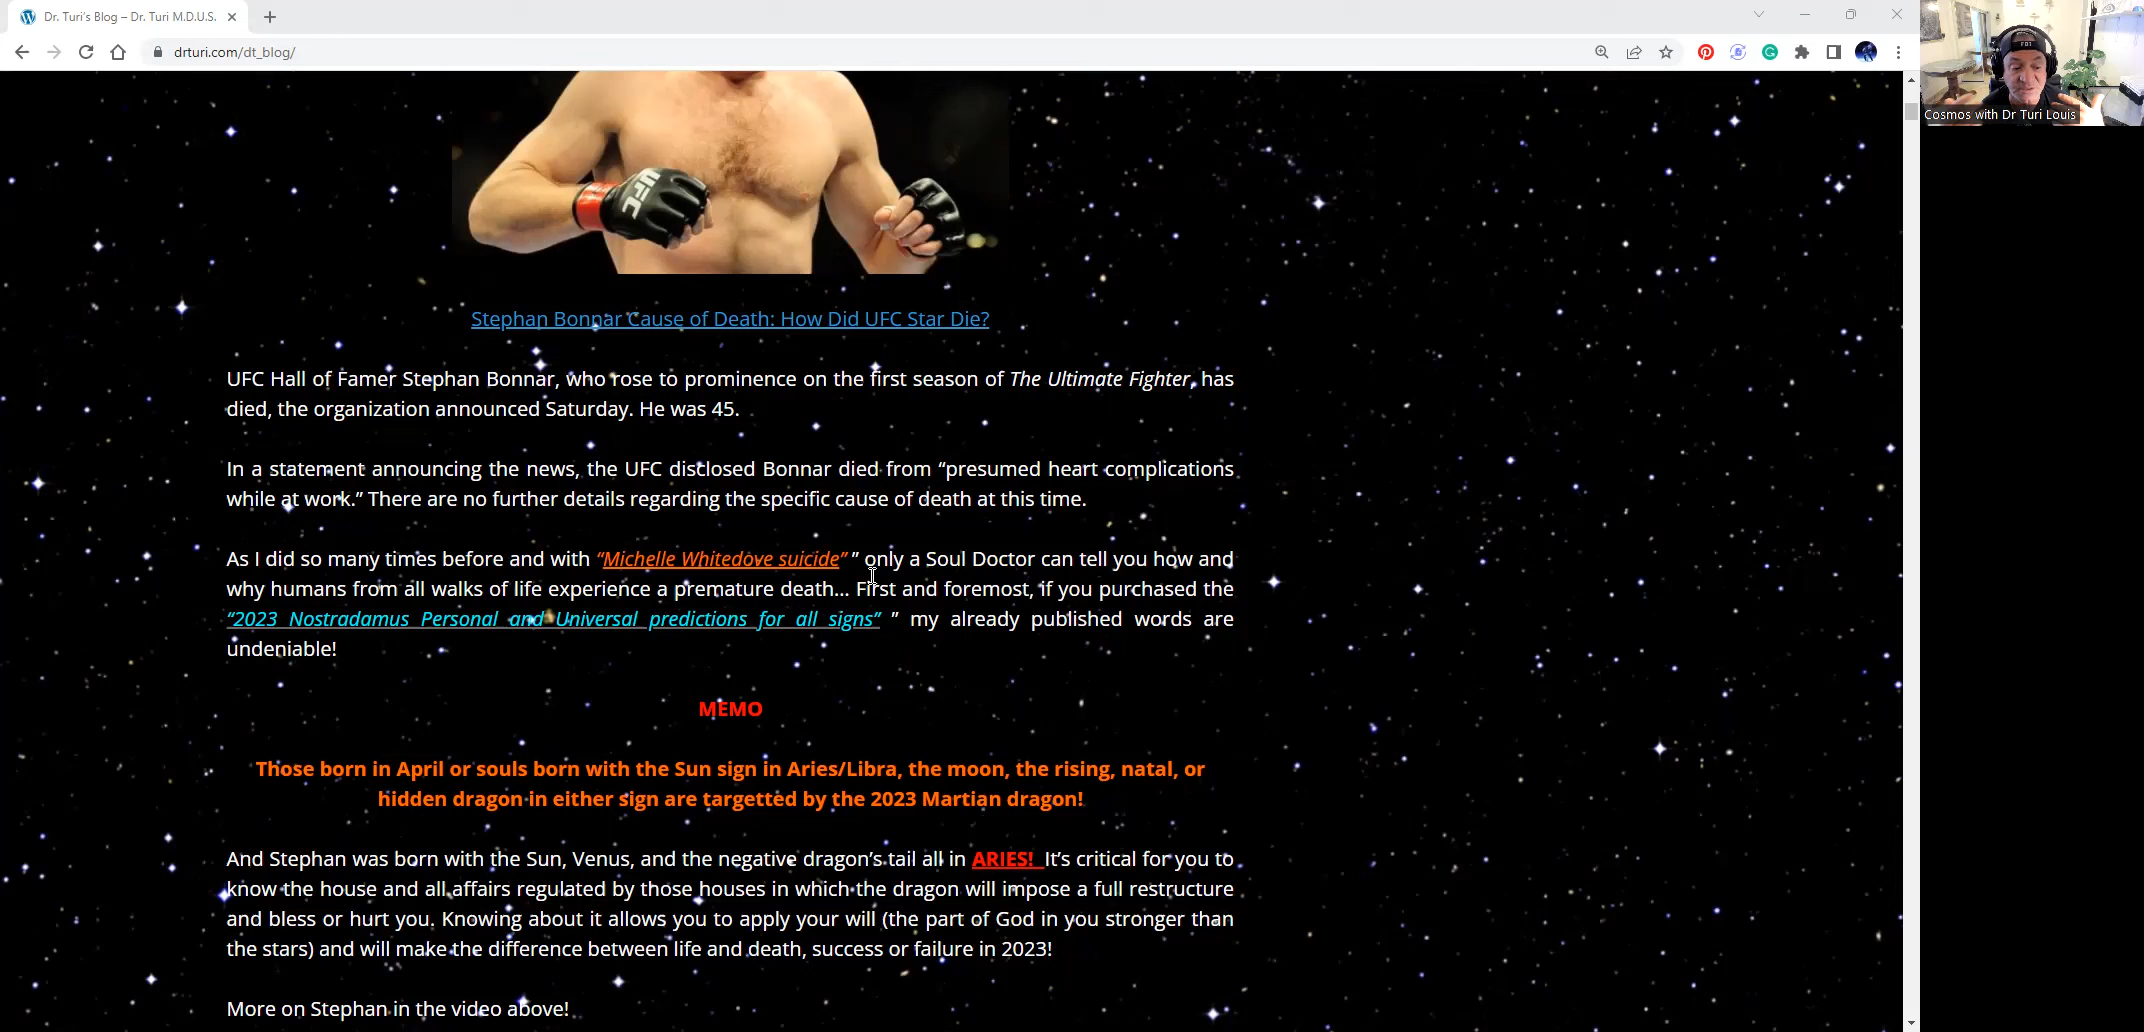 Dr. Turi's Blog – Dr. Turi M.D.U.S.
drturi.com/dt_blog/
FBI
Cosmos with Dr Turi Louis
UFC
Stephan Bonnar Cause of Death: How Did UFC Star Die?
UFC Hall of Famer Stephan Bonnar, who rose to prominence on the first season of The Ultimate Fighter, has
died, the organization announced Saturday. He was 45.
In a statement announcing the news, the UFC disclosed Bonnar died from “presumed heart complications
while at work.” There are no further details regarding the specific cause of death at this time.
As I did so many times before and with “Michelle Whitedove suicide” ” only a Soul Doctor can tell you how and
why humans from all walks of life experience a premature death… First and foremost, if you purchased the
“2023 Nostradamus Personal and Universal predictions for all signs” ” my already published words are
undeniable!
MEMO
Those born in April or souls born with the Sun sign in Aries/Libra, the moon, the rising, natal, or
hidden dragon in either sign are targetted by the 2023 Martian dragon!
And Stephan was born with the Sun, Venus, and the negative dragon’s tail all in ARIES! It’s critical for you to
know the house and all affairs regulated by those houses in which the dragon will impose a full restructure
and bless or hurt you. Knowing about it allows you to apply your will (the part of God in you stronger than
the stars) and will make the difference between life and death, success or failure in 2023!
More on Stephan in the video above!